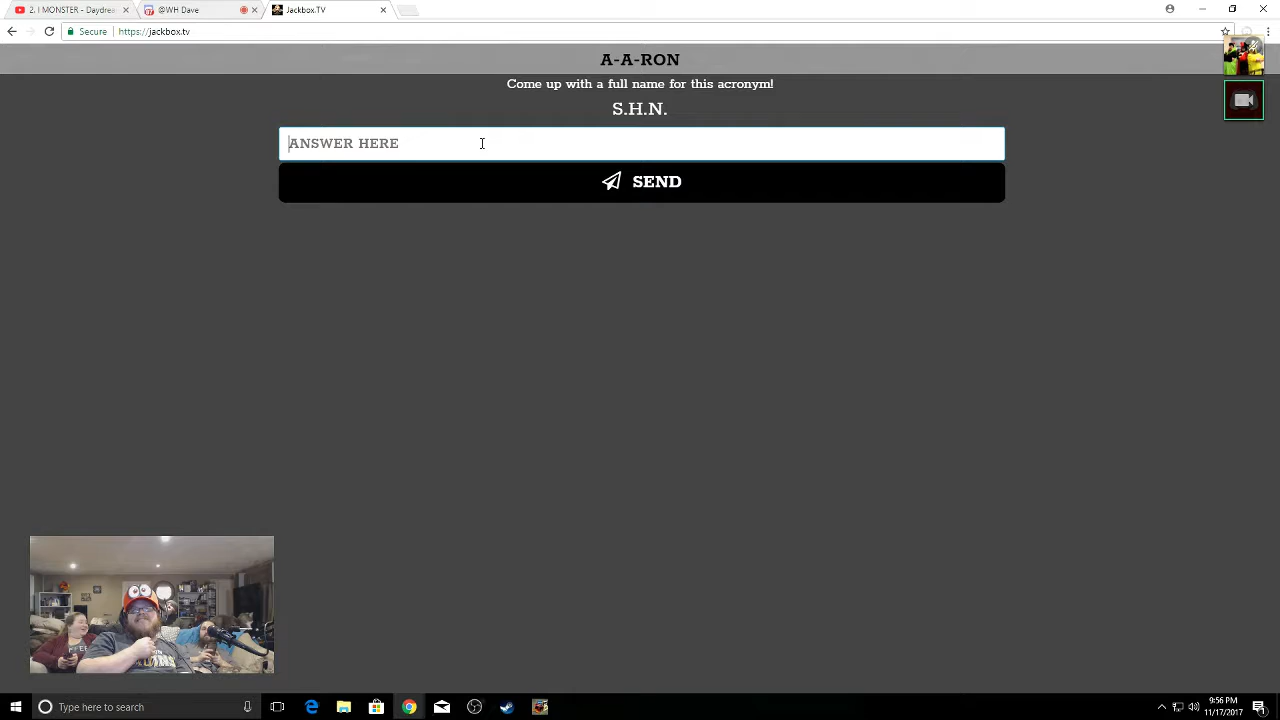 2. I MONSTER - Daydrea
@WH Dave
Jackbox.TV
Secure
https://jackbox.tv
A-A-RON
Come up with a full name for this acronym!
S.H.N.
ANSWER HERE
SEND
Type here to search
9:56 PM
11/17/2017